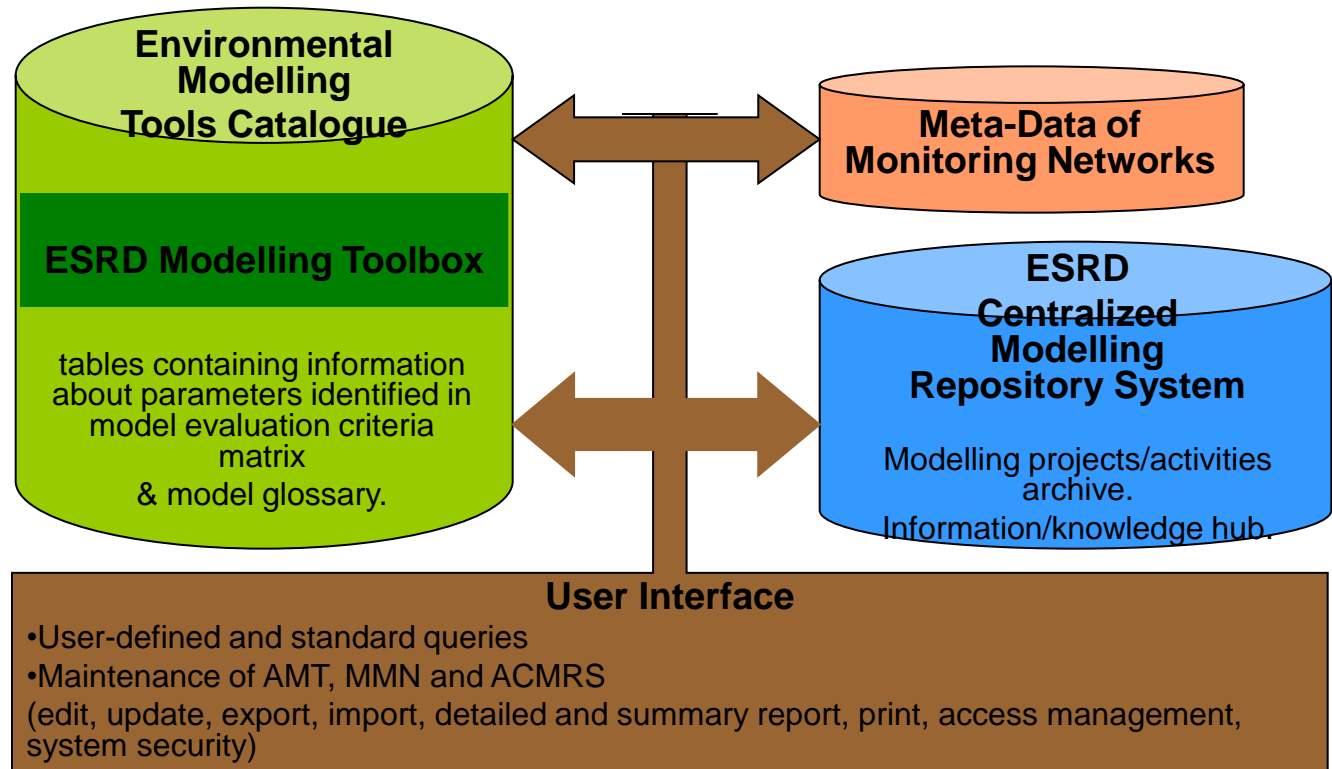 Environmental
Modelling
Tools Catalogue
ESRD Modelling Toolbox
tables containing information
about parameters identified in
model evaluation criteria
matrix
& model glossary.
Meta-Data of
Monitoring Networks
ESRD
Centralized
Modelling
Repository System
Modelling projects/activities
archive.
Information/knowledge hub.
User Interface
•User-defined and standard queries
•Maintenance of AMT, MMN and ACMRS
(edit, update, export, import, detailed and summary report, print, access management,
system security)